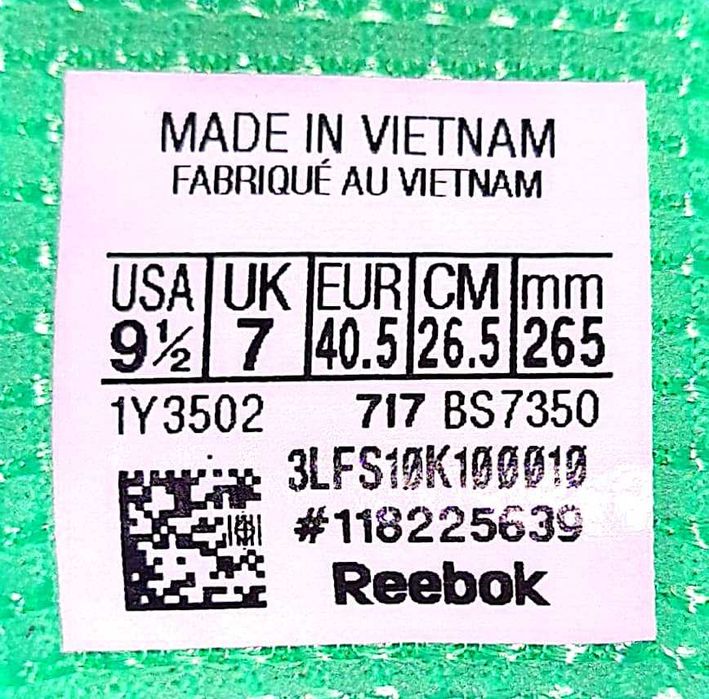 MADE IN VIETNAM
FABRIQUÉ AU VIETNAM
USA UK EUR CM mm
9½ 7 40.5 26.5 265
1Y3502 717 BS7350
3LFS10K100010
#118225639
Reebok